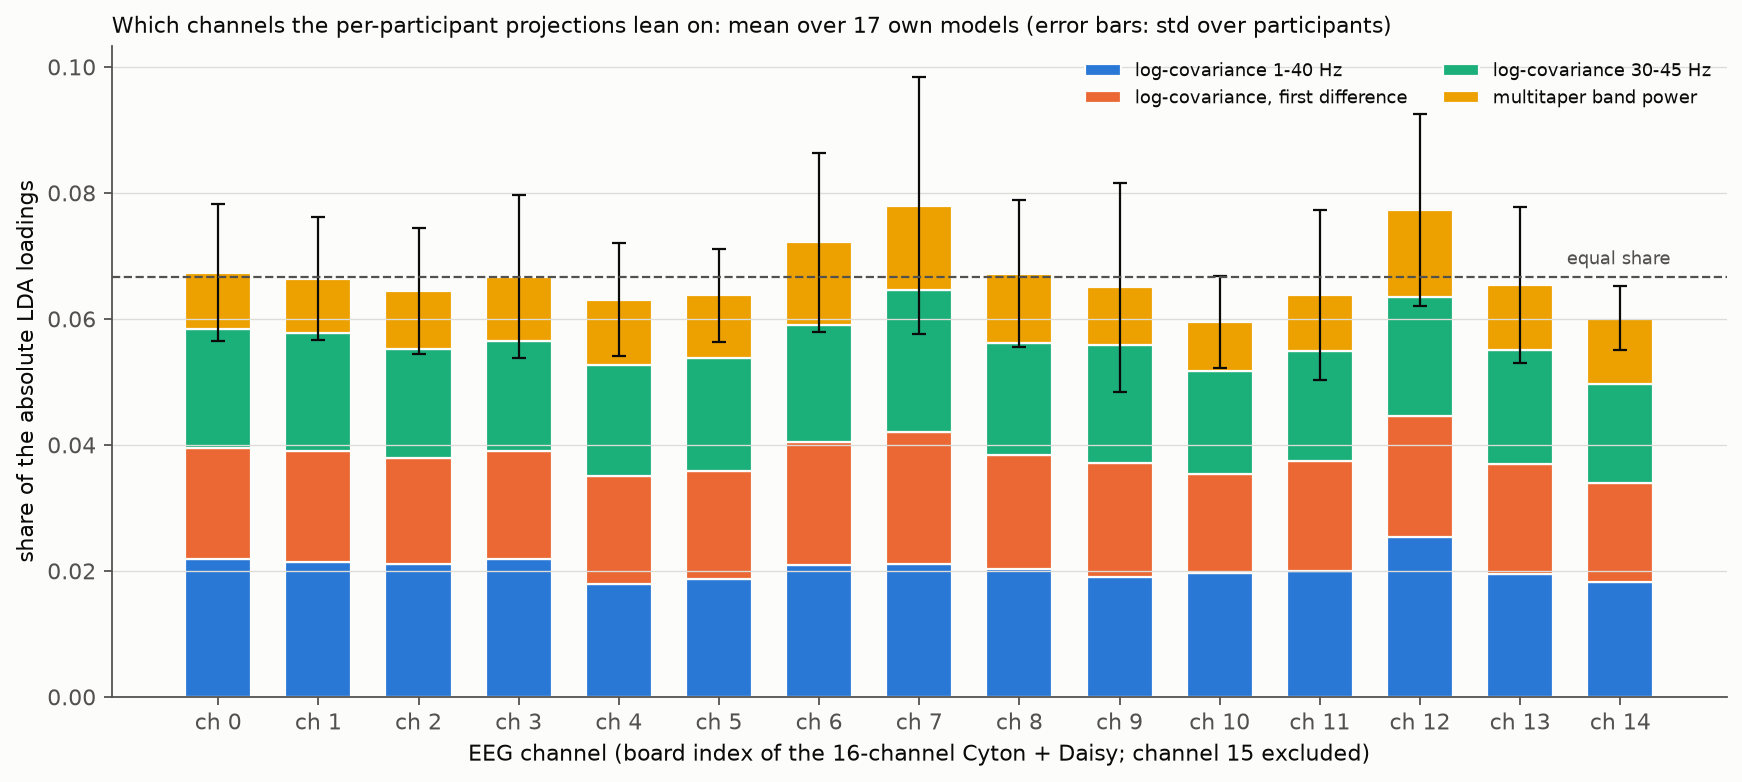 Which channels the per-participant projections lean on: mean over 17 own models (error bars: std over participants)
log-covariance 1-40 Hz
log-covariance, first difference
log-covariance 30-45 Hz
multitaper band power
share of the absolute LDA loadings
0.10
0.08
0.06
0.04
0.02
0.00
equal share
ch 0 ch 1 ch 2 ch 3 ch 4 ch 5 ch 6 ch 7 ch 8 ch 9 ch 10 ch 11 ch 12 ch 13 ch 14
EEG channel (board index of the 16-channel Cyton + Daisy; channel 15 excluded)